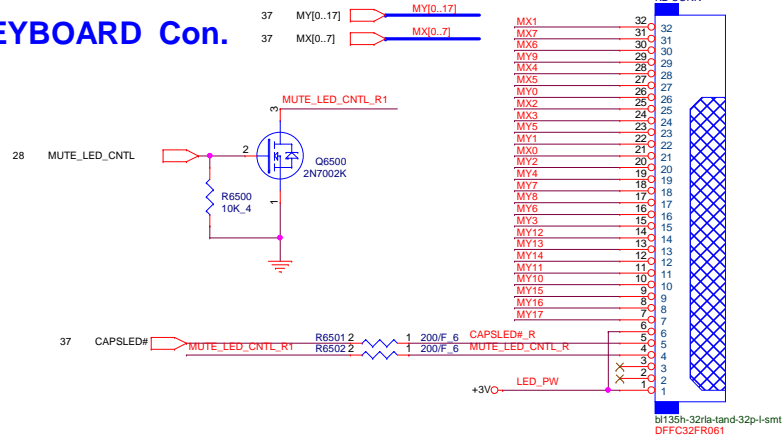 EYBOARD Con.
37 MY[0..17] MY[0..17]
37 MX[0..7] MX[0..7]
MX1 32 32
MX7 31 31
MX6 30 30
MY9 29 29
MX4 28 28
MX5 27 27
MY0 26 26
MX2 25 25
MX3 24 24
MY5 23 23
MY1 22 22
MX0 21 21
MY2 20 20
MY4 19 19
MY7 18 18
MY8 17 17
MY6 16 16
MY3 15 15
MY12 14 14
MY13 13 13
MY14 12 12
MY11 11 11
MY10 10 10
MY15 9 9
MY16 8 8
MY17 7 7
6 6
5 5
4 4
3 3
2 2
1 1
3 MUTE_LED_CNTL_R1
28 MUTE_LED_CNTL 2
Q6500
2N7002K
1
R6500
10K_4
37 CAPSLED# R6501 2 1 200/F_6 CAPSLED#_R
MUTE_LED_CNTL_R1 R6502 2 1 200/F_6 MUTE_LED_CNTL_R
+3V LED_PW
bl135h-32rla-tand-32p-l-smt
DFFC32FR061